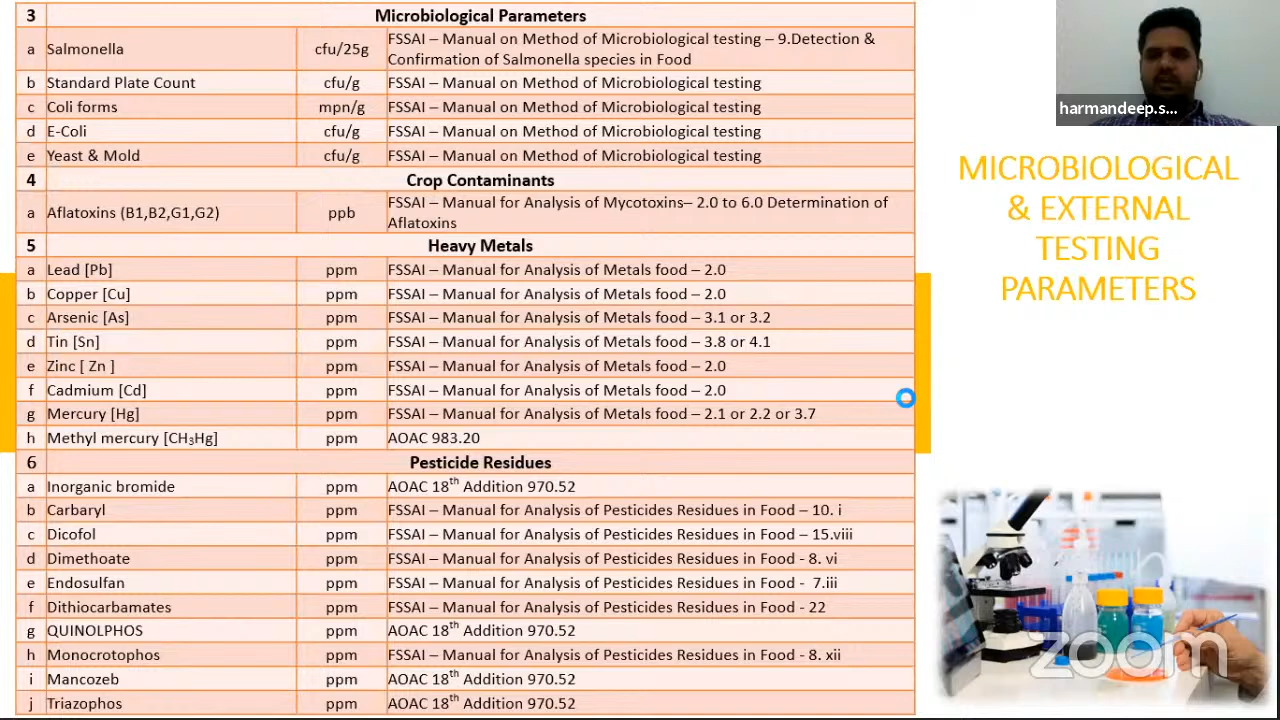 3 Microbiological Parameters
a Salmonella cfu/25g FSSAI – Manual on Method of Microbiological testing – 9.Detection &
Confirmation of Salmonella species in Food
b Standard Plate Count cfu/g FSSAI – Manual on Method of Microbiological testing
c Coli forms mpn/g FSSAI – Manual on Method of Microbiological testing
d E-Coli cfu/g FSSAI – Manual on Method of Microbiological testing
e Yeast & Mold cfu/g FSSAI – Manual on Method of Microbiological testing
4 Crop Contaminants
a Aflatoxins (B1,B2,G1,G2) ppb FSSAI – Manual for Analysis of Mycotoxins– 2.0 to 6.0 Determination of
Aflatoxins
5 Heavy Metals
a Lead [Pb] ppm FSSAI – Manual for Analysis of Metals food – 2.0
b Copper [Cu] ppm FSSAI – Manual for Analysis of Metals food – 2.0
c Arsenic [As] ppm FSSAI – Manual for Analysis of Metals food – 3.1 or 3.2
d Tin [Sn] ppm FSSAI – Manual for Analysis of Metals food – 3.8 or 4.1
e Zinc [ Zn ] ppm FSSAI – Manual for Analysis of Metals food – 2.0
f Cadmium [Cd] ppm FSSAI – Manual for Analysis of Metals food – 2.0
g Mercury [Hg] ppm FSSAI – Manual for Analysis of Metals food – 2.1 or 2.2 or 3.7
h Methyl mercury [CH₃Hg] ppm AOAC 983.20
6 Pesticide Residues
a Inorganic bromide ppm AOAC 18th Addition 970.52
b Carbaryl ppm FSSAI – Manual for Analysis of Pesticides Residues in Food – 10. i
c Dicofol ppm FSSAI – Manual for Analysis of Pesticides Residues in Food – 15.viii
d Dimethoate ppm FSSAI – Manual for Analysis of Pesticides Residues in Food - 8. vi
e Endosulfan ppm FSSAI – Manual for Analysis of Pesticides Residues in Food - 7.iii
f Dithiocarbamates ppm FSSAI – Manual for Analysis of Pesticides Residues in Food - 22
g QUINOLPHOS ppm AOAC 18th Addition 970.52
h Monocrotophos ppm FSSAI – Manual for Analysis of Pesticides Residues in Food - 8. xii
i Mancozeb ppm AOAC 18th Addition 970.52
j Triazophos ppm AOAC 18th Addition 970.52
harmandeep.s...
MICROBIOLOGICAL
& EXTERNAL
TESTING
PARAMETERS
zoom